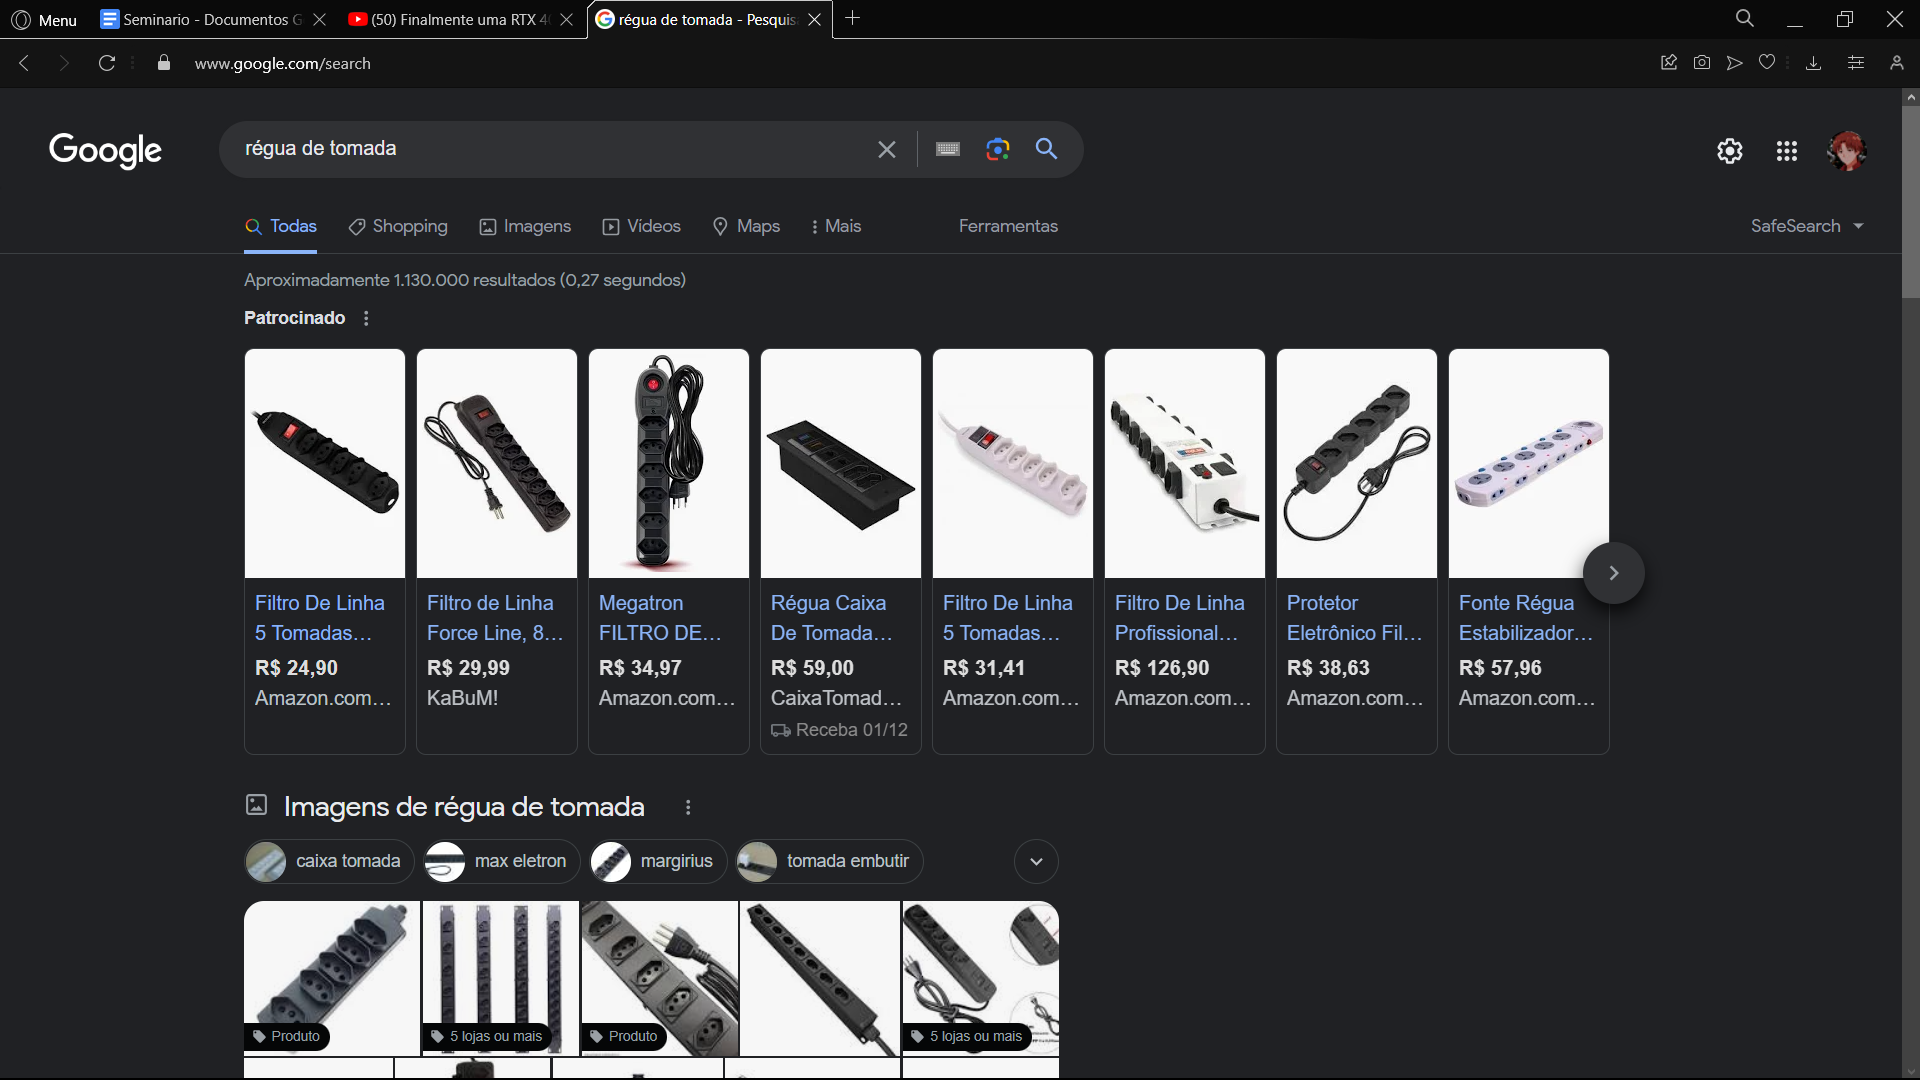 Menu
Seminario - Documentos G
(50) Finalmente uma RTX 4
régua de tomada - Pesquis
www.google.com/search
Google
régua de tomada
Todas
Shopping
Imagens
Vídeos
Maps
Mais
Ferramentas
SafeSearch
Aproximadamente 1.130.000 resultados (0,27 segundos)
Patrocinado
Filtro De Linha
5 Tomadas...
R$ 24,90
Amazon.com...
Filtro de Linha
Force Line, 8...
R$ 29,99
KaBuM!
Megatron
FILTRO DE...
R$ 34,97
Amazon.com...
Régua Caixa
De Tomada...
R$ 59,00
CaixaTomad...
Receba 01/12
Filtro De Linha
5 Tomadas...
R$ 31,41
Amazon.com...
Filtro De Linha
Profissional...
R$ 126,90
Amazon.com...
Protetor
Eletrônico Fil...
R$ 38,63
Amazon.com...
Fonte Régua
Estabilizador...
R$ 57,96
Amazon.com...
Imagens de régua de tomada
caixa tomada
max eletron
margirius
tomada embutir
Produto
5 lojas ou mais
Produto
5 lojas ou mais